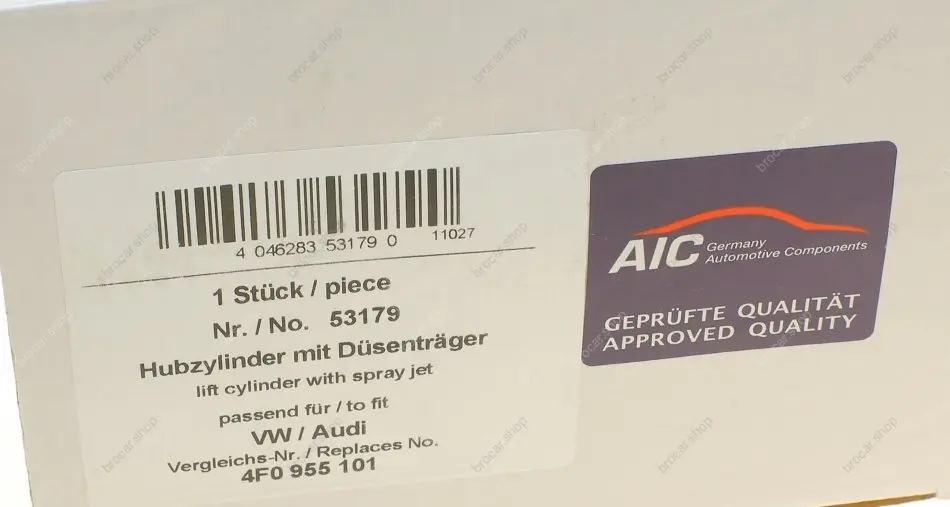 4 046283 53179 0 11027
1 Stück / piece
Nr. / No. 53179
Hubzylinder mit Düsenträger
lift cylinder with spray jet
passend für / to fit
VW / Audi
Vergleichs-Nr. / Replaces No.
4F0 955 101
AIC Germany
Automotive Components
GEPRÜFTE QUALITÄT
APPROVED QUALITY
brocar.shop